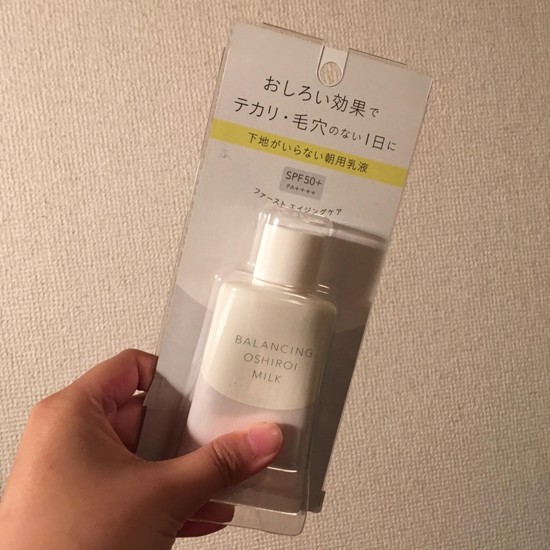 おしろい効果で
テカリ・毛穴のない1日に
下地がいらない朝用乳液
SPF50+
PA++++
ファースト エイジングケア
BALANCING
OSHIROI
MILK